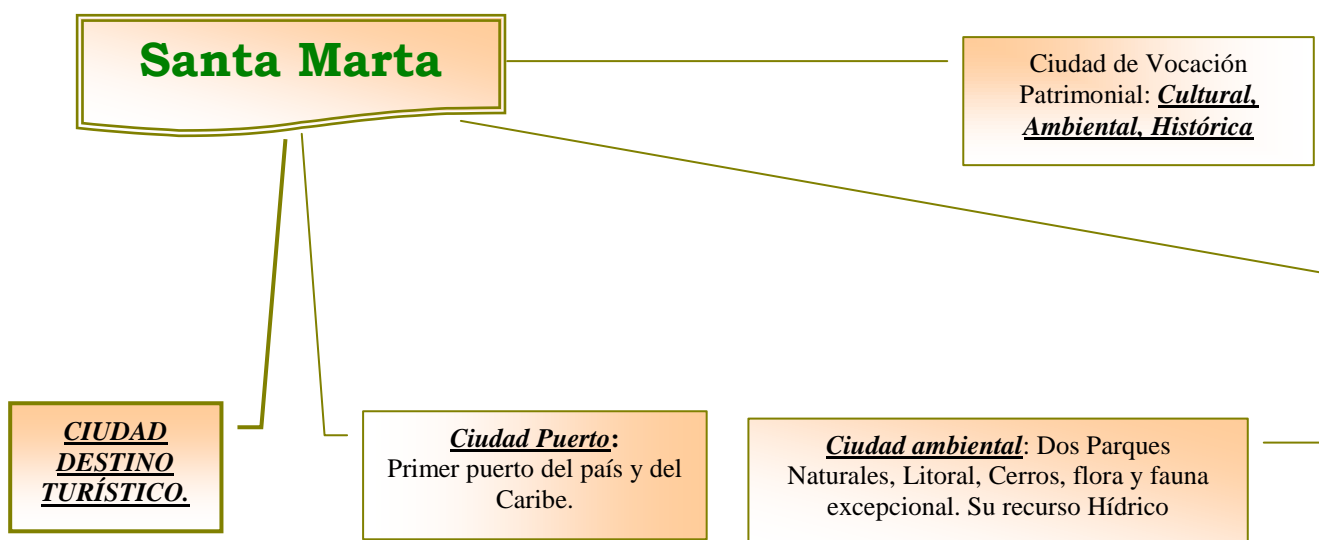 Santa Marta
Ciudad de Vocación
Patrimonial: Cultural,
Ambiental, Histórica
CIUDAD
DESTINO
TURÍSTICO.
Ciudad Puerto:
Primer puerto del país y del
Caribe.
Ciudad ambiental: Dos Parques
Naturales, Litoral, Cerros, flora y fauna
excepcional. Su recurso Hídrico